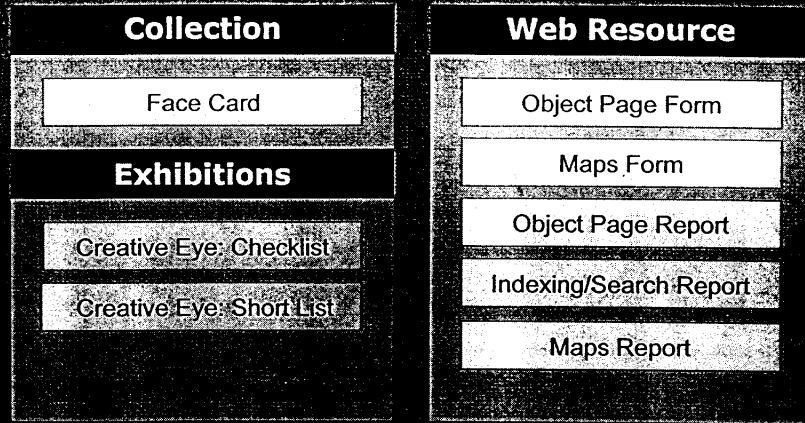 Collection
Face Card
Exhibitions
Creative Eye: Checklist
Creative Eye: Short List
Web Resource
Object Page Form
Maps Form
Object Page Report
Indexing/Search Report
Maps Report